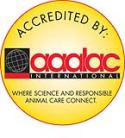 ACCREDITED BY:
aaalac
INTERNATIONAL
WHERE SCIENCE AND RESPONSIBLE
ANIMAL CARE CONNECT.